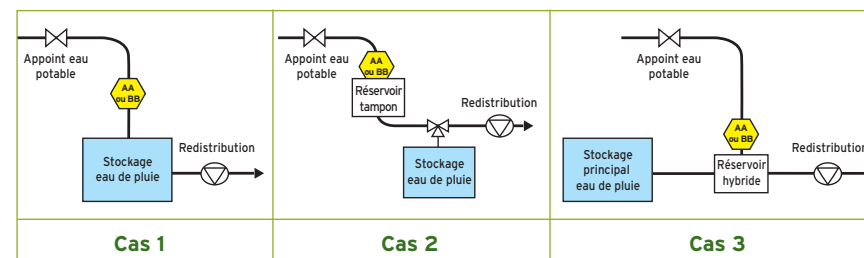 Appoint eau
potable
AA
ou BB
Stockage
eau de pluie
Redistribution
Cas 1
Appoint eau
potable
AA
ou BB
Réservoir
tampon
Redistribution
Stockage
eau de pluie
Cas 2
Appoint eau
potable
AA
ou BB
Stockage
principal
eau de pluie
Réservoir
hybride
Redistribution
Cas 3